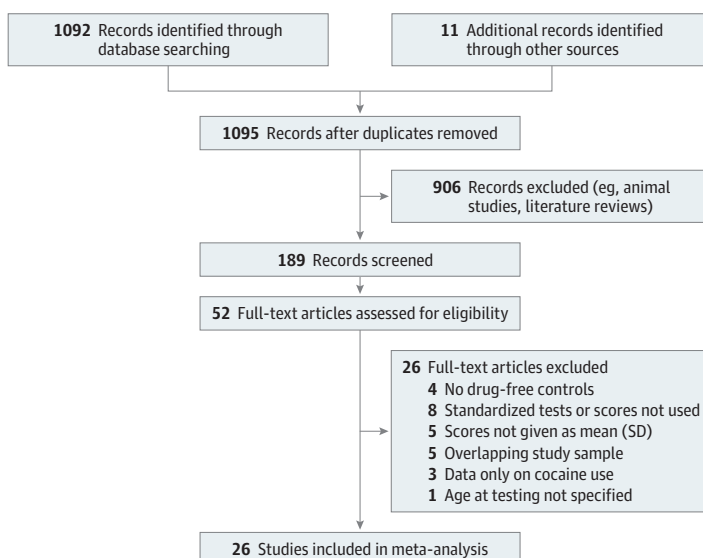 1092 Records identified through
database searching
11 Additional records identified
through other sources
1095 Records after duplicates removed
906 Records excluded (eg, animal
studies, literature reviews)
189 Records screened
52 Full-text articles assessed for eligibility
26 Full-text articles excluded
4 No drug-free controls
8 Standardized tests or scores not used
5 Scores not given as mean (SD)
5 Overlapping study sample
3 Data only on cocaine use
1 Age at testing not specified
26 Studies included in meta-analysis